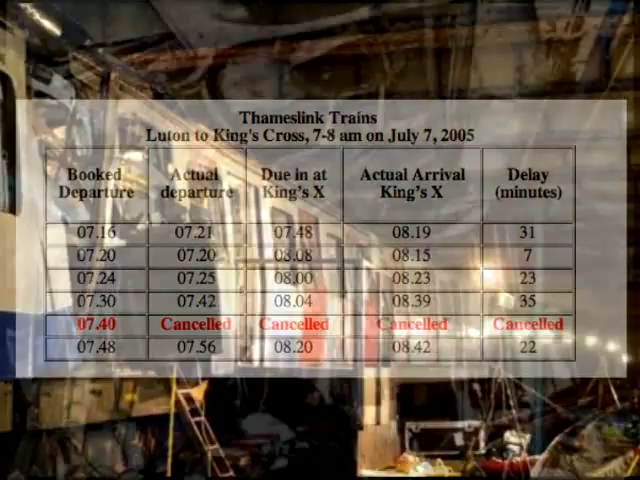 Thameslink Trains
Luton to King's Cross, 7-8 am on July 7, 2005
Booked Departure Actual departure Due in at King's X Actual Arrival King's X Delay (minutes)
07.16 07.21 07.48 08.19 31
07.20 07.20 08.08 08.15 7
07.24 07.25 08.00 08.23 23
07.30 07.42 08.04 08.39 35
07.40 Cancelled Cancelled Cancelled Cancelled
07.48 07.56 08.20 08.42 22